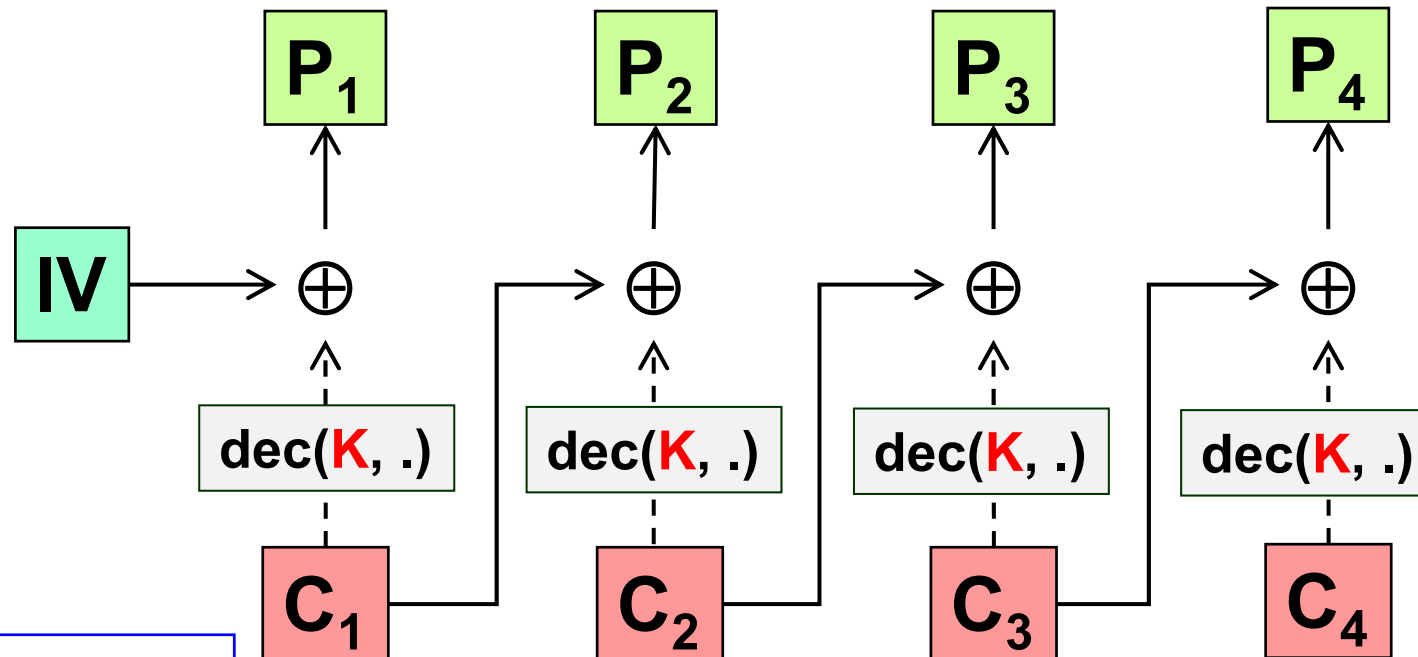 P₁ P₂ P₃ P₄
IV
dec(K, .) dec(K, .) dec(K, .) dec(K, .)
C₁ C₂ C₃ C₄